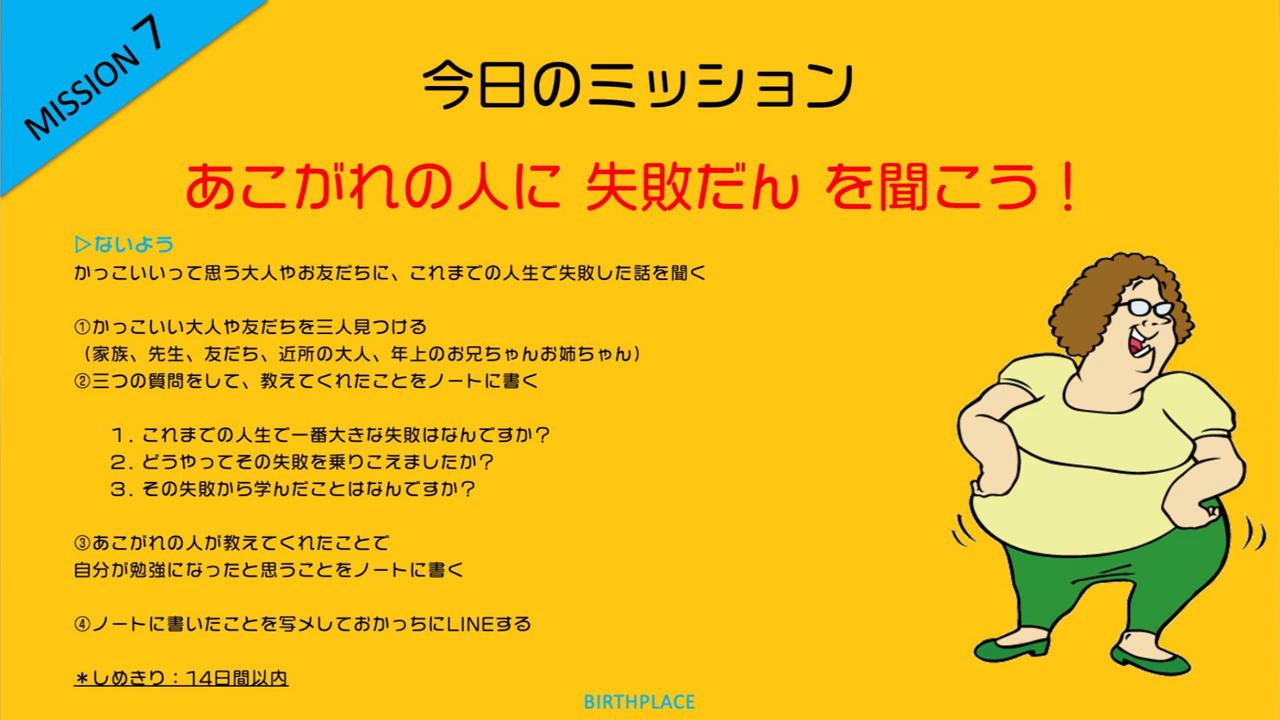 MISSION 7
今日のミッション
あこがれの人に 失敗だん を聞こう！
▷ないよう
かっこいいって思う大人やお友だちに、これまでの人生で失敗した話を聞く
①かっこいい大人や友だちを三人見つける
（家族、先生、友だち、近所の大人、年上のお兄ちゃんお姉ちゃん）
②三つの質問をして、教えてくれたことをノートに書く
１．これまでの人生で一番大きな失敗はなんですか？
２．どうやってその失敗を乗りこえましたか？
３．その失敗から学んだことはなんですか？
③あこがれの人が教えてくれたことで
自分が勉強になったと思うことをノートに書く
④ノートに書いたことを写メしておかっちにLINEする
＊しめきり：14日間以内
BIRTHPLACE